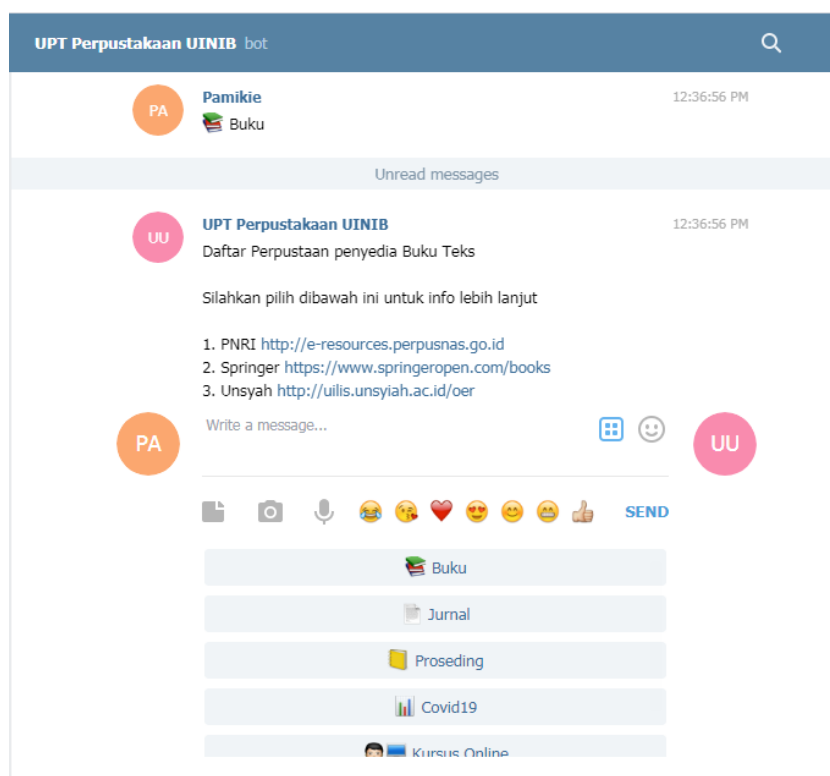 UPT Perpustakaan UINIB bot
PA
Pamikie 12:36:56 PM
📚 Buku
Unread messages
UU
UPT Perpustakaan UINIB 12:36:56 PM
Daftar Perpustaan penyedia Buku Teks
Silahkan pilih dibawah ini untuk info lebih lanjut
1. PNRI http://e-resources.perpusnas.go.id
2. Springer https://www.springeropen.com/books
3. Unsyah http://uilis.unsyiah.ac.id/oer
PA
Write a message...
UU
SEND
Buku
Jurnal
Proseding
Covid19
Kursus Online